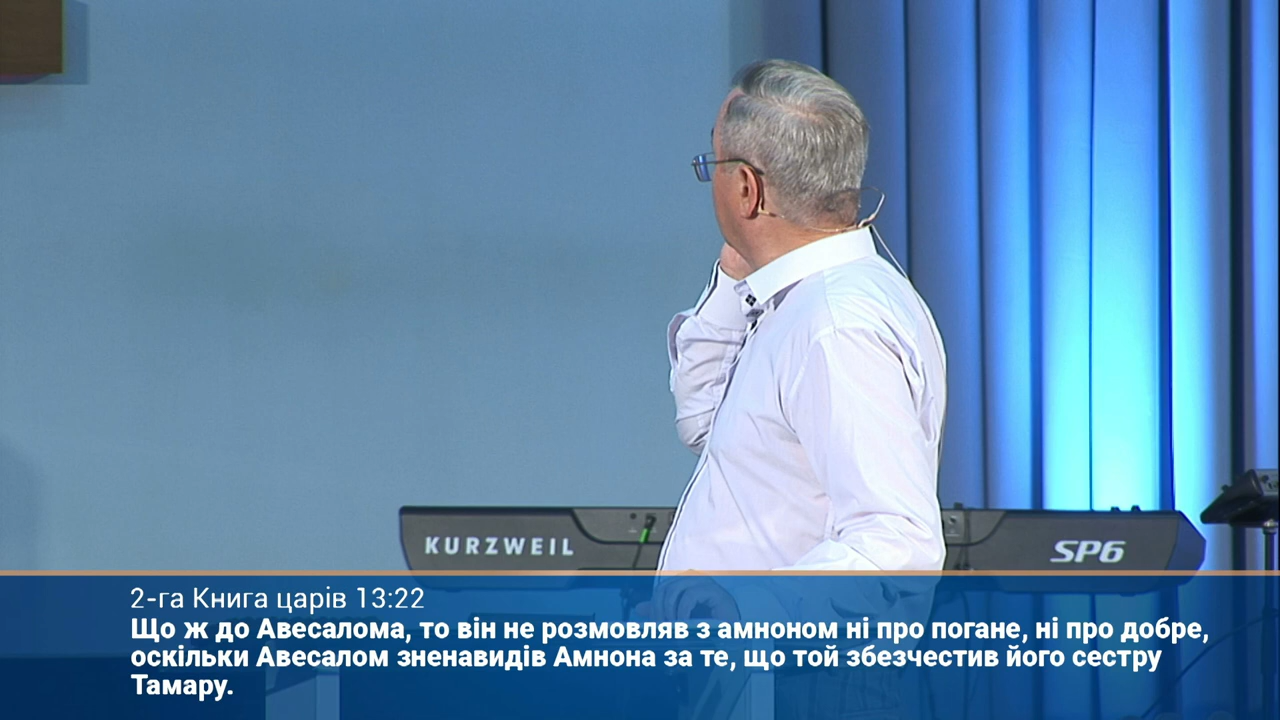 KURZWEIL
SP6
2-га Книга царів 13:22
Що ж до Авесалома, то він не розмовляв з амноном ні про погане, ні про добре,
оскільки Авесалом зненавидів Амнона за те, що той збезчестив його сестру
Тамару.